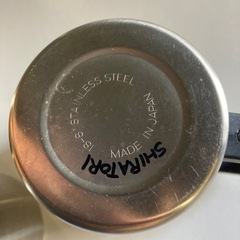 18-8 STAINLESS STEEL
MADE IN JAPAN
SHIRATORI